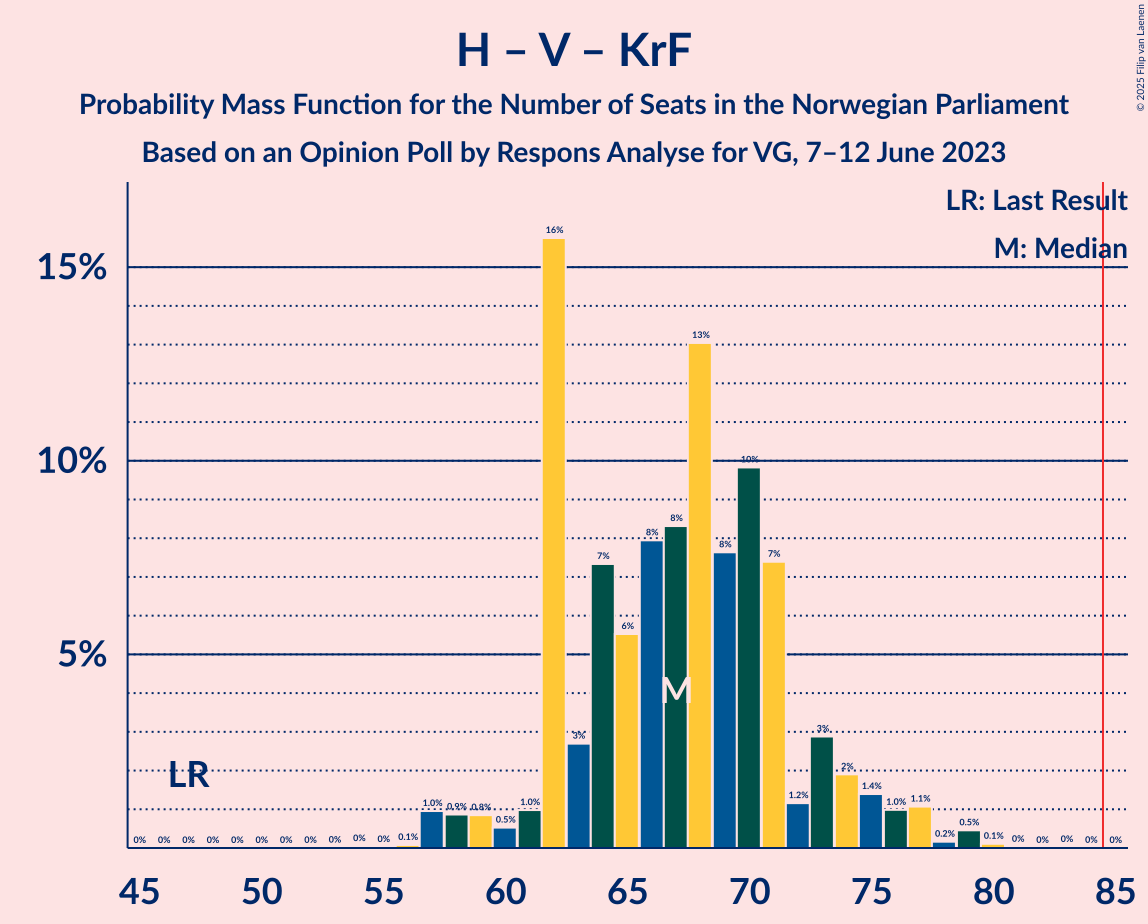 H – V – KrF
Probability Mass Function for the Number of Seats in the Norwegian Parliament
Based on an Opinion Poll by Respons Analyse for VG, 7–12 June 2023
© 2025 Filip van Laenen
LR: Last Result
M: Median
15%
10%
5%
LR
M
0% 0% 0% 0% 0% 0% 0% 0% 0% 0% 0% 0.1% 1.0% 0.9% 0.8% 0.5% 1.0% 16% 3% 7% 6% 8% 8% 13% 8% 10% 7% 1.2% 3% 2% 1.4% 1.0% 1.1% 0.2% 0.5% 0.1% 0% 0% 0% 0% 0%
45 50 55 60 65 70 75 80 85